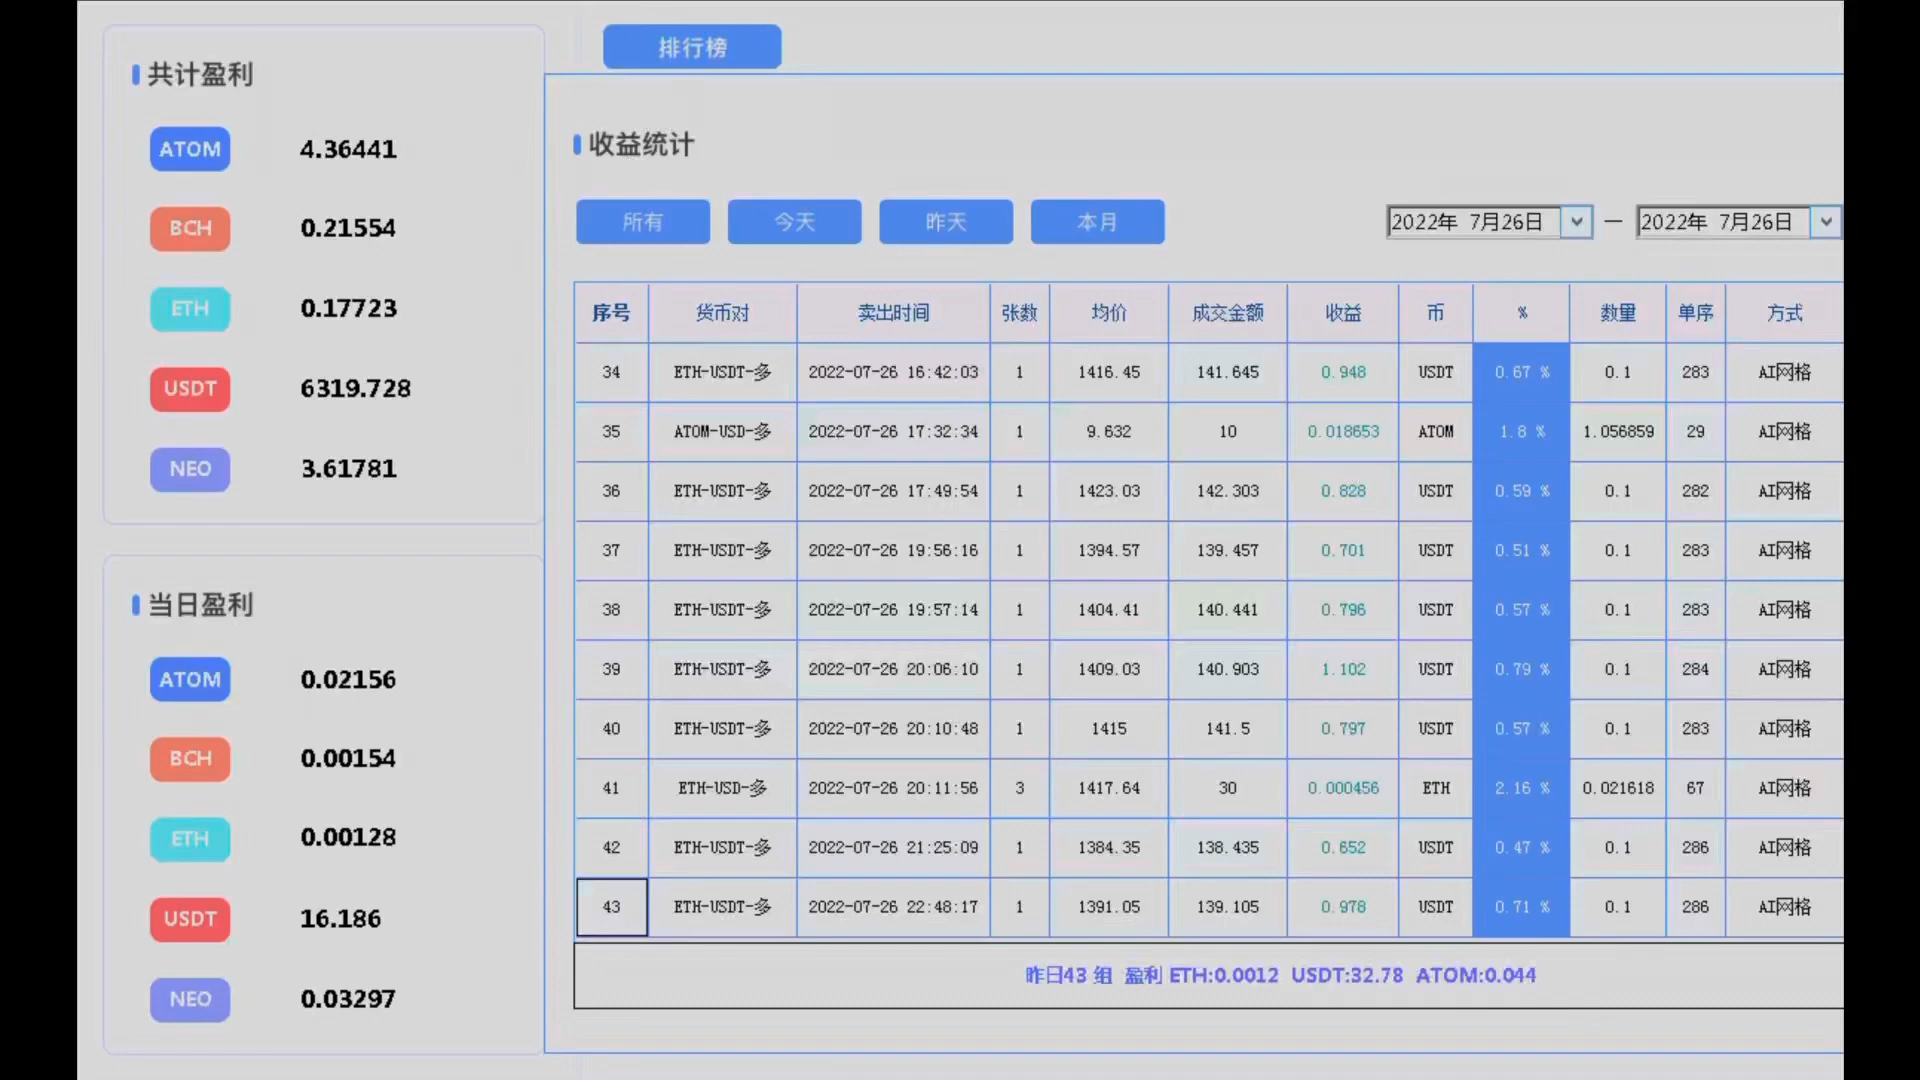 共计盈利
ATOM 4.36441
BCH 0.21554
ETH 0.17723
USDT 6319.728
NEO 3.61781
当日盈利
ATOM 0.02156
BCH 0.00154
ETH 0.00128
USDT 16.186
NEO 0.03297
排行榜
收益统计
所有 今天 昨天 本月 2022年 7月26日 — 2022年 7月26日
序号 货币对 卖出时间 张数 均价 成交金额 收益 币 % 数量 单序 方式
34 ETH-USDT-多 2022-07-26 16:42:03 1 1416.45 141.645 0.948 USDT 0.67 % 0.1 283 AI网格
35 ATOM-USD-多 2022-07-26 17:32:34 1 9.632 10 0.018653 ATOM 1.8 % 1.056859 29 AI网格
36 ETH-USDT-多 2022-07-26 17:49:54 1 1423.03 142.303 0.828 USDT 0.59 % 0.1 282 AI网格
37 ETH-USDT-多 2022-07-26 19:56:16 1 1394.57 139.457 0.701 USDT 0.51 % 0.1 283 AI网格
38 ETH-USDT-多 2022-07-26 19:57:14 1 1404.41 140.441 0.796 USDT 0.57 % 0.1 283 AI网格
39 ETH-USDT-多 2022-07-26 20:06:10 1 1409.03 140.903 1.102 USDT 0.79 % 0.1 284 AI网格
40 ETH-USDT-多 2022-07-26 20:10:48 1 1415 141.5 0.797 USDT 0.57 % 0.1 283 AI网格
41 ETH-USD-多 2022-07-26 20:11:56 3 1417.64 30 0.000456 ETH 2.16 % 0.021618 67 AI网格
42 ETH-USDT-多 2022-07-26 21:25:09 1 1384.35 138.435 0.652 USDT 0.47 % 0.1 286 AI网格
43 ETH-USDT-多 2022-07-26 22:48:17 1 1391.05 139.105 0.978 USDT 0.71 % 0.1 286 AI网格
昨日43 组 盈利 ETH:0.0012 USDT:32.78 ATOM:0.044